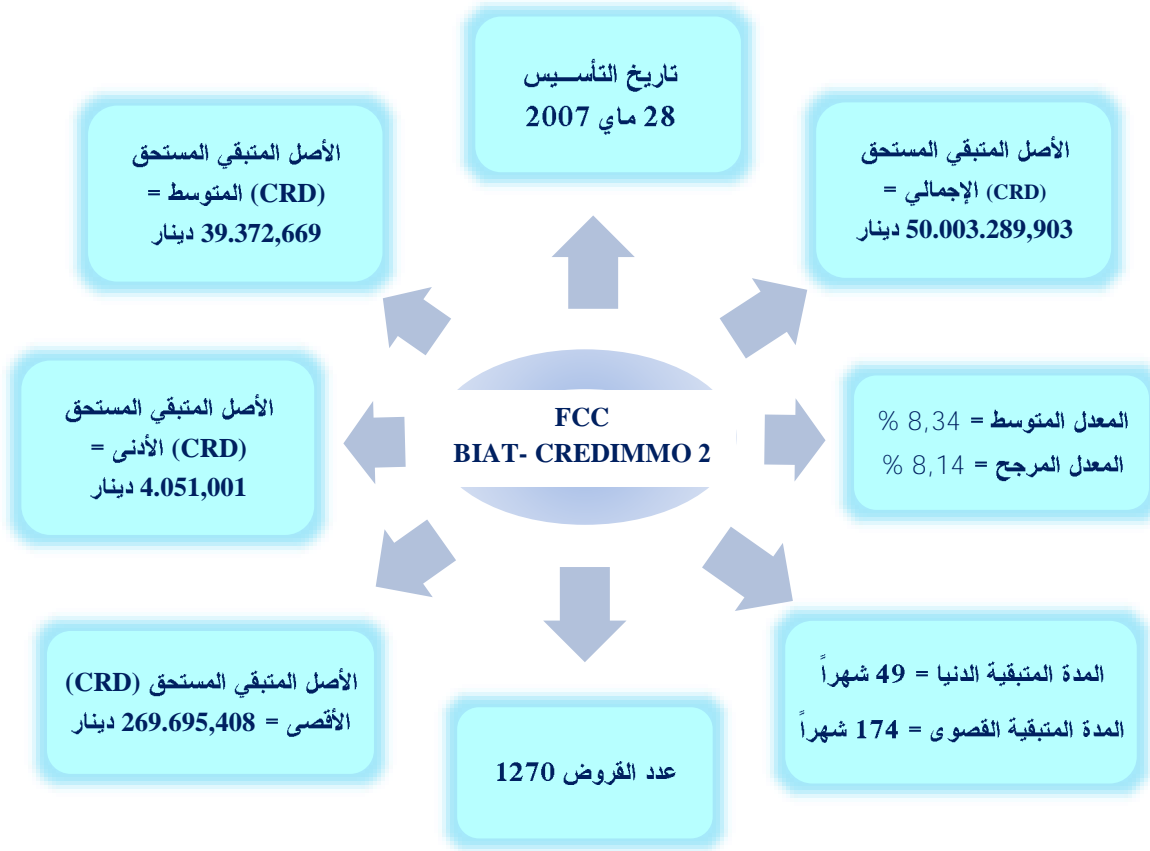 تاريخ التأســـيس
28 ماي 2007
الأصل المتبقي المستحق
(CRD) الإجمالي =
50.003.289,903 دينار
المعدل المتوسط = 8,34 %
المعدل المرجح = 8,14 %
المدة المتبقية الدنيا = 49 شهراً
المدة المتبقية القصوى = 174 شهراً
عدد القروض 1270
الأصل المتبقي المستحق (CRD)
الأقصى = 269.695,408 دينار
الأصل المتبقي المستحق
(CRD) الأدنى =
4.051,001 دينار
الأصل المتبقي المستحق
(CRD) المتوسط =
39.372,669 دينار
FCC
BIAT- CREDIMMO 2